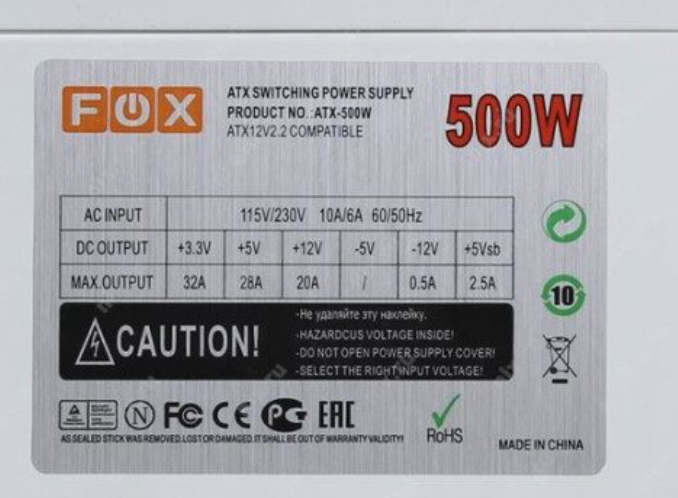 FOX
ATX SWITCHING POWER SUPPLY
PRODUCT NO.:ATX-500W
ATX12V2.2 COMPATIBLE
500W
AC INPUT 115V/230V 10A/6A 60/50Hz
DC OUTPUT +3.3V +5V +12V -5V -12V +5Vsb
MAX.OUTPUT 32A 28A 20A / 0.5A 2.5A
10
CAUTION!
-Не удаляйте эту наклейку.
-HAZARDCUS VOLTAGE INSIDE!
-DO NOT OPEN POWER SUPPLY COVER!
-SELECT THE RIGHT INPUT VOLTAGE!
N FC CE PG EAC
AS SEALED STICK WAS REMOVED.LOST OR DAMAGED.IT SHALL BE OUT OF WARRANTY VALIDITY!
RoHS
MADE IN CHINA